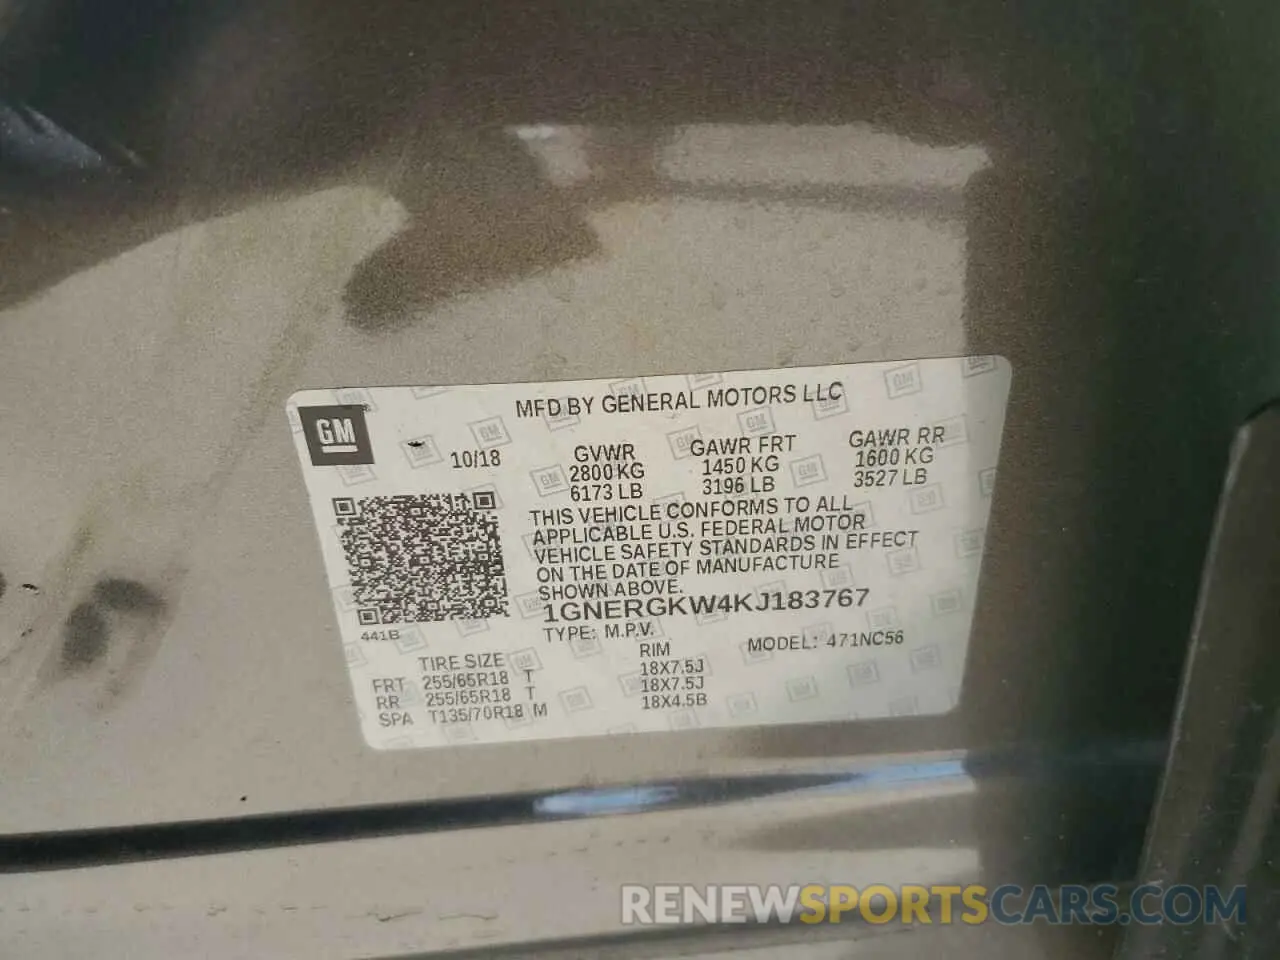 MFD BY GENERAL MOTORS LLC
GM
10/18
GVWR GAWR FRT GAWR RR
2800 KG 1450 KG 1600 KG
6173 LB 3196 LB 3527 LB
THIS VEHICLE CONFORMS TO ALL
APPLICABLE U.S. FEDERAL MOTOR
VEHICLE SAFETY STANDARDS IN EFFECT
ON THE DATE OF MANUFACTURE
SHOWN ABOVE.
1GNERGKW4KJ183767
441B
TYPE: M.P.V. MODEL: 471NC56
TIRE SIZE RIM
FRT 255/65R18 T 18X7.5J
RR 255/65R18 T 18X7.5J
SPA T135/70R18 M 18X4.5B
RENEWSPORTSCARS.COM